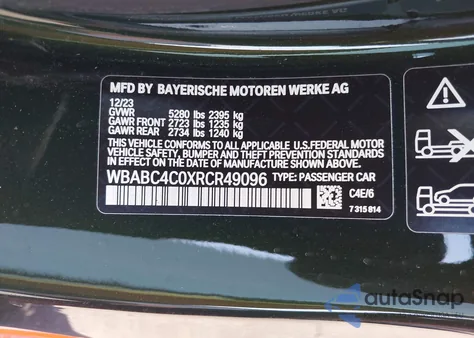 MFD BY BAYERISCHE MOTOREN WERKE AG
12/23
GVWR 5280 lbs 2395 kg
GAWR FRONT 2723 lbs 1235 kg
GAWR REAR 2734 lbs 1240 kg
THIS VEHICLE CONFORMS TO ALL APPLICABLE U.S.FEDERAL MOTOR
VEHICLE SAFETY, BUMPER, AND THEFT PREVENTION STANDARDS IN
EFFECT ON THE DATE OF MANUFACTURE SHOWN ABOVE.
WBABC4C0XRCR49096 TYPE: PASSENGER CAR
C4E/6
7 315 814
autoSnap